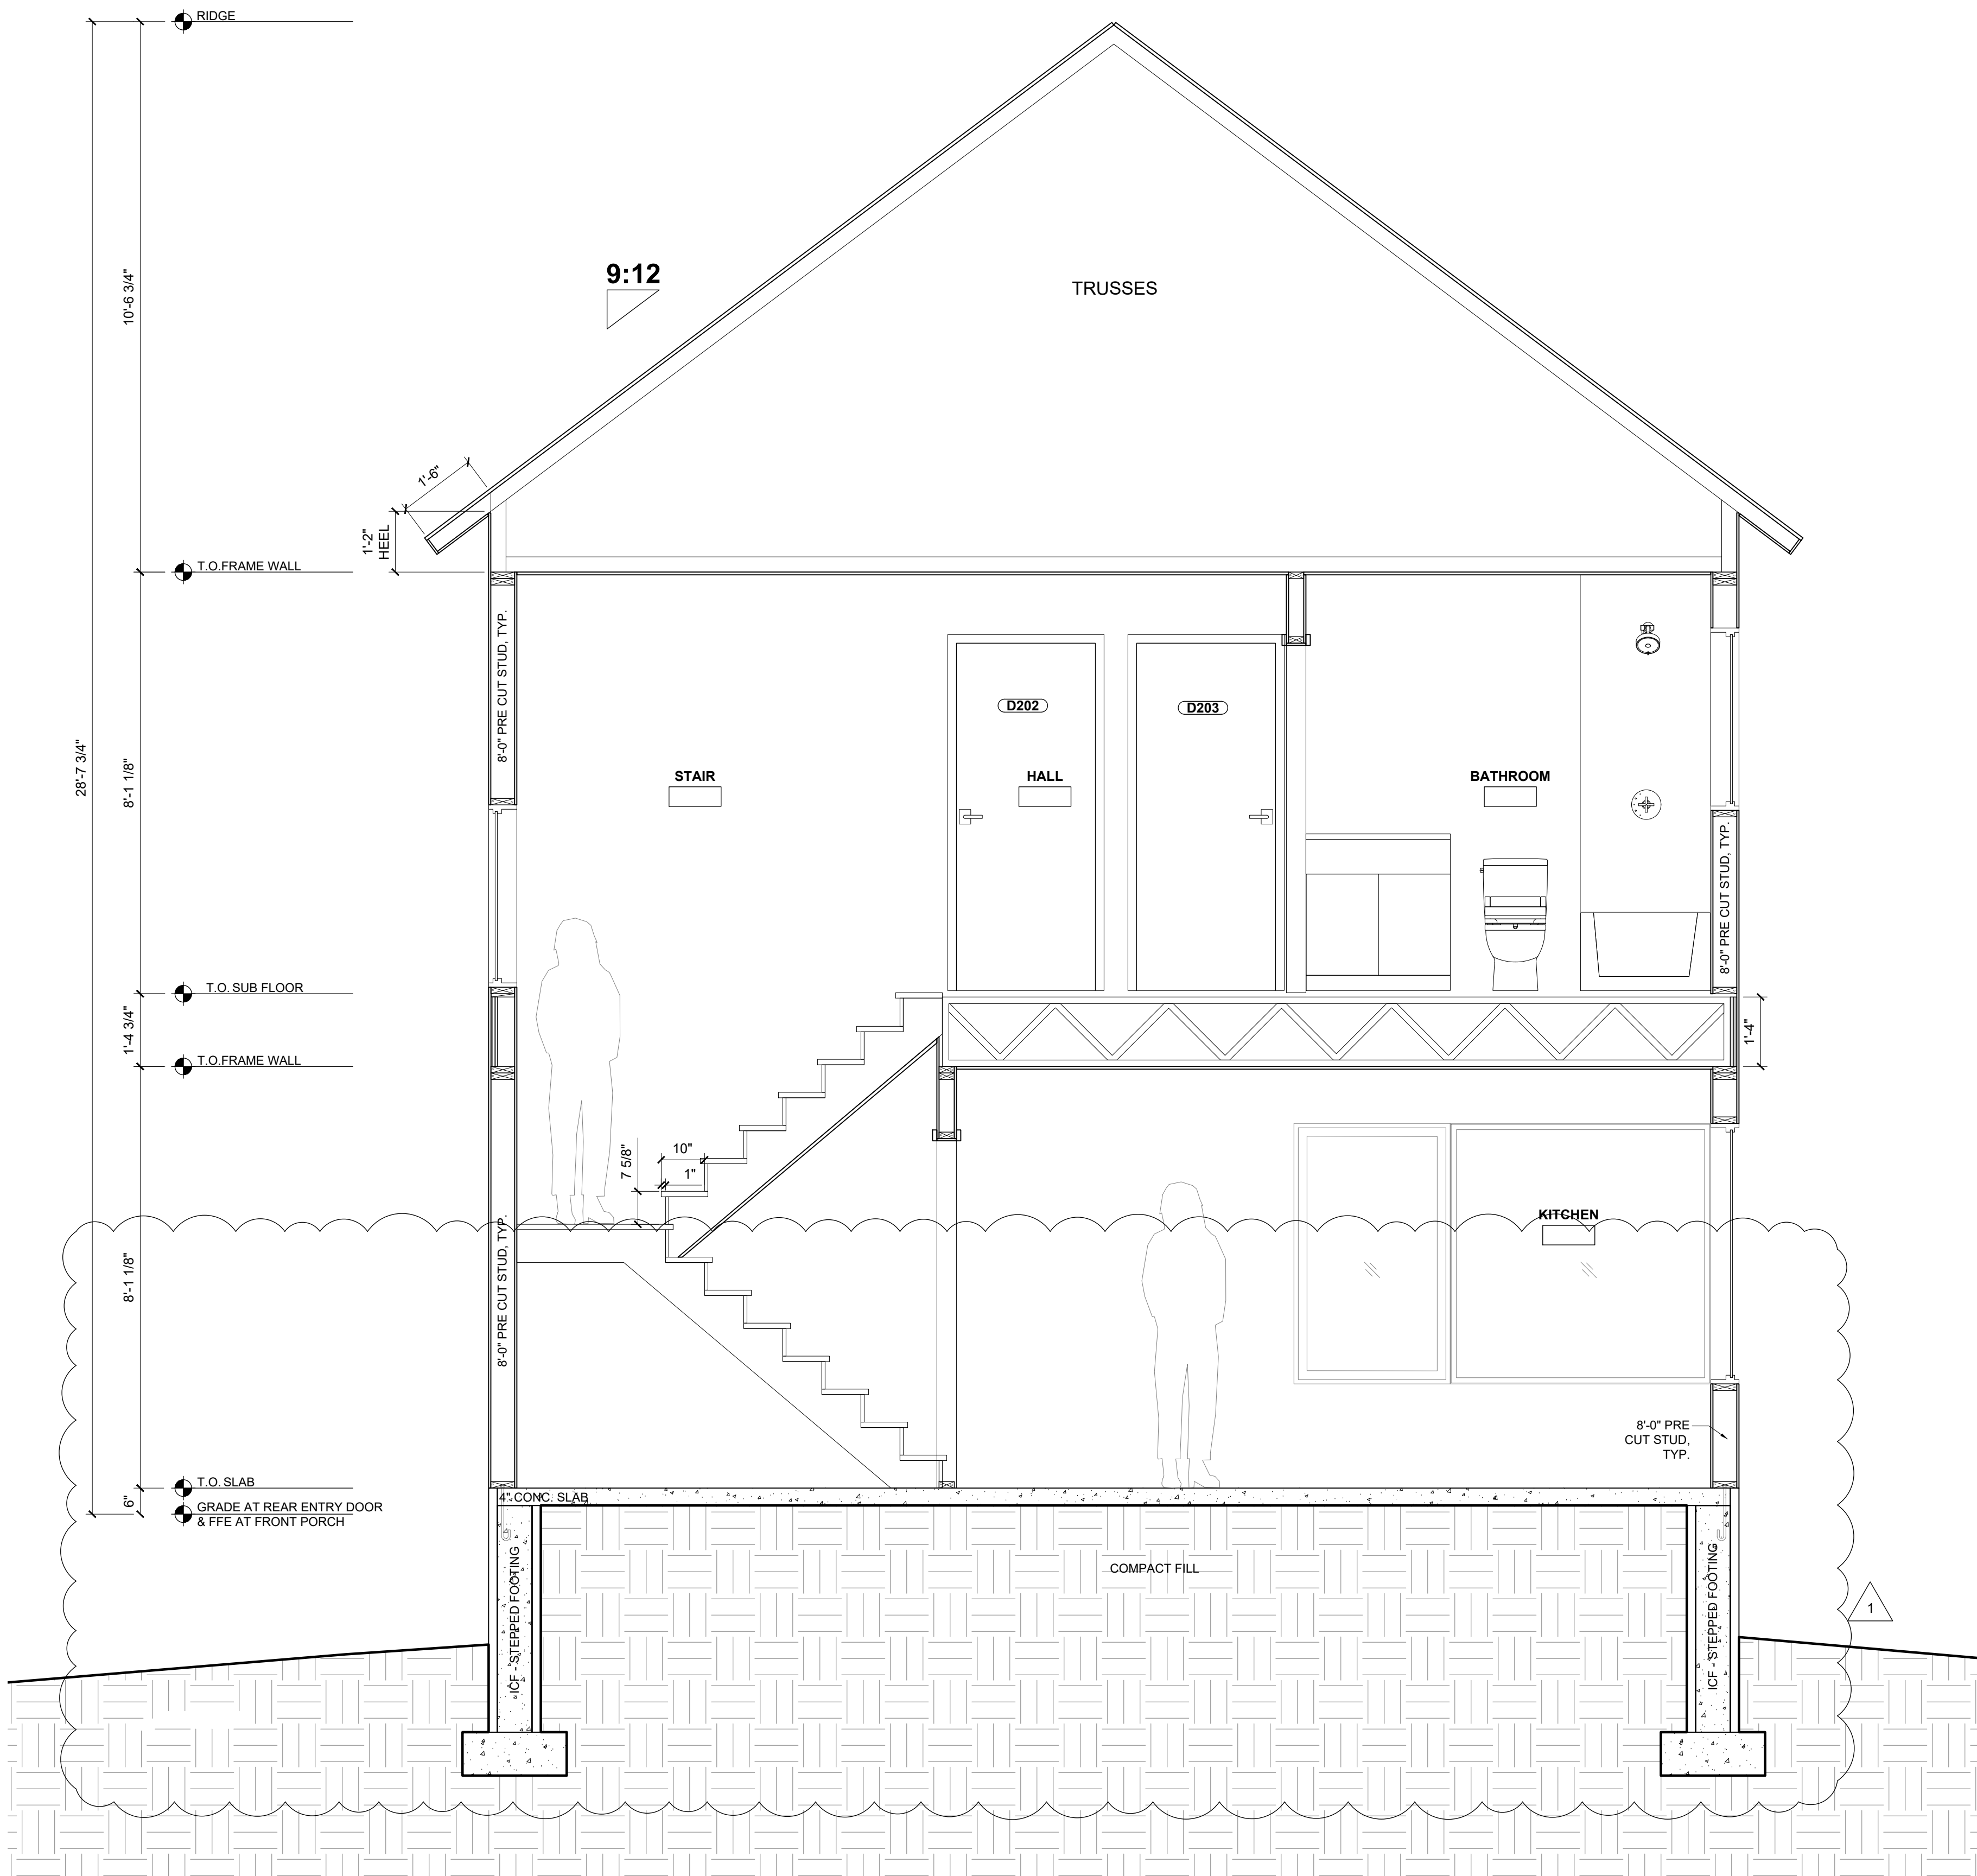 RIDGE
10'-6 3/4"
9:12
TRUSSES
1'-6"
1'-2"
HEEL
T.O.FRAME WALL
8'-0" PRE CUT STUD, TYP.
D202
D203
28'-7 3/4"
8'-1 1/8"
STAIR
HALL
BATHROOM
8'-0" PRE CUT STUD, TYP.
T.O. SUB FLOOR
1'-4 3/4"
1'-4"
T.O.FRAME WALL
10"
7 5/8"
1"
KITCHEN
8'-0" PRE CUT STUD, TYP.
8'-1 1/8"
8'-0" PRE
CUT STUD,
TYP.
T.O. SLAB
4" CONC. SLAB
6"
GRADE AT REAR ENTRY DOOR
& FFE AT FRONT PORCH
COMPACT FILL
ICF - STEPPED FOOTING
ICF - STEPPED FOOTING
1